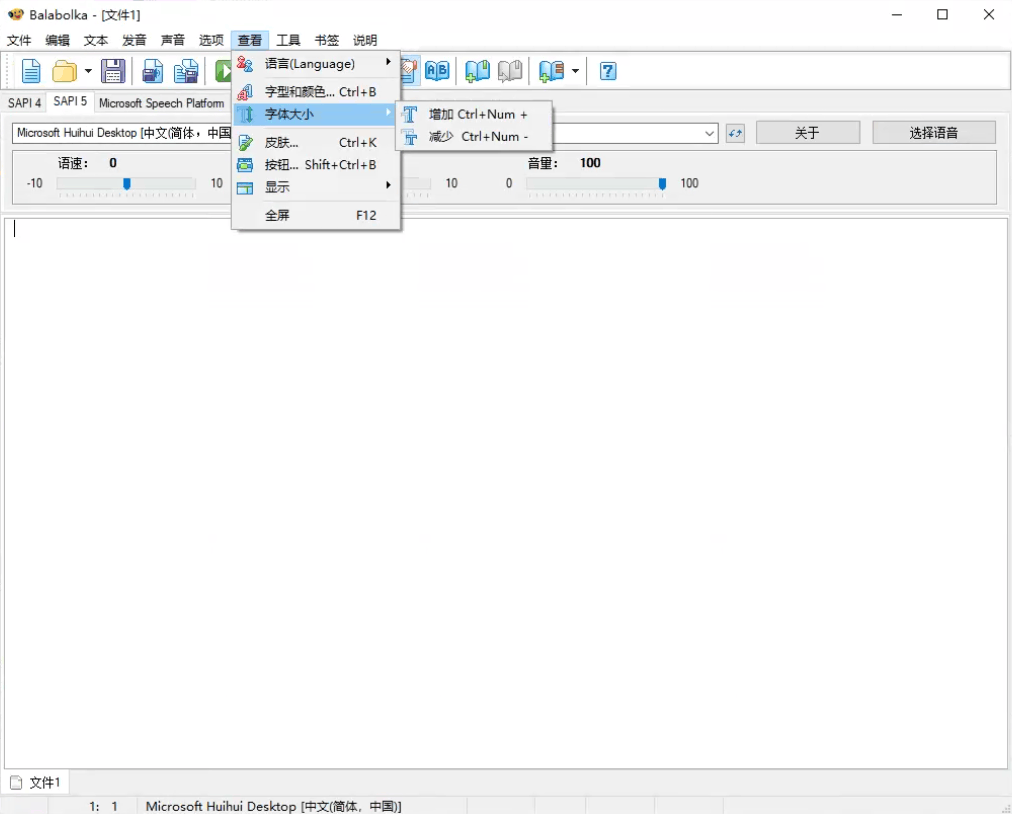 Balabolka - [文件1]
文件 编辑 文本 发音 声音 选项 查看 工具 书签 说明
语言(Language)
字型和颜色... Ctrl+B
字体大小
增加 Ctrl+Num +
减少 Ctrl+Num -
皮肤... Ctrl+K
按钮... Shift+Ctrl+B
显示
全屏 F12
SAPI 4 SAPI 5 Microsoft Speech Platform
Microsoft Huihui Desktop [中文(简体，中国
关于 选择语音
语速： 0
音量： 100
-10 10 10 0 100
文件1
1: 1 Microsoft Huihui Desktop [中文(简体，中国)]